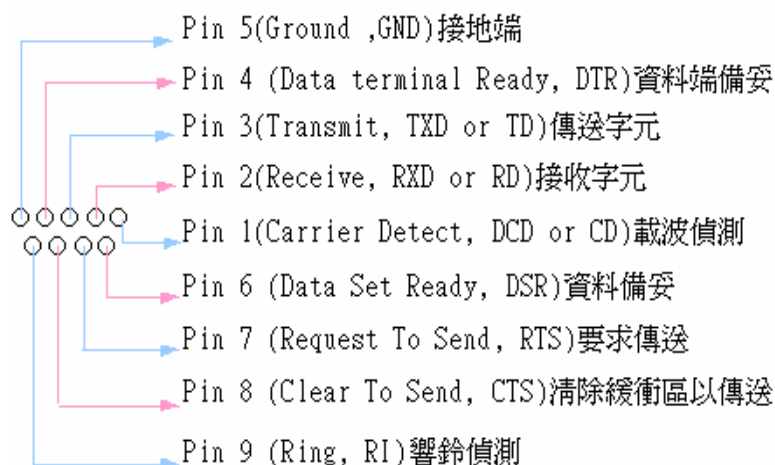 Pin 5(Ground ,GND)接地端
Pin 4 (Data terminal Ready, DTR)資料端備妥
Pin 3(Transmit, TXD or TD)傳送字元
Pin 2(Receive, RXD or RD)接收字元
Pin 1(Carrier Detect, DCD or CD)載波偵測
Pin 6 (Data Set Ready, DSR)資料備妥
Pin 7 (Request To Send, RTS)要求傳送
Pin 8 (Clear To Send, CTS)清除緩衝區以傳送
Pin 9 (Ring, RI)響鈴偵測